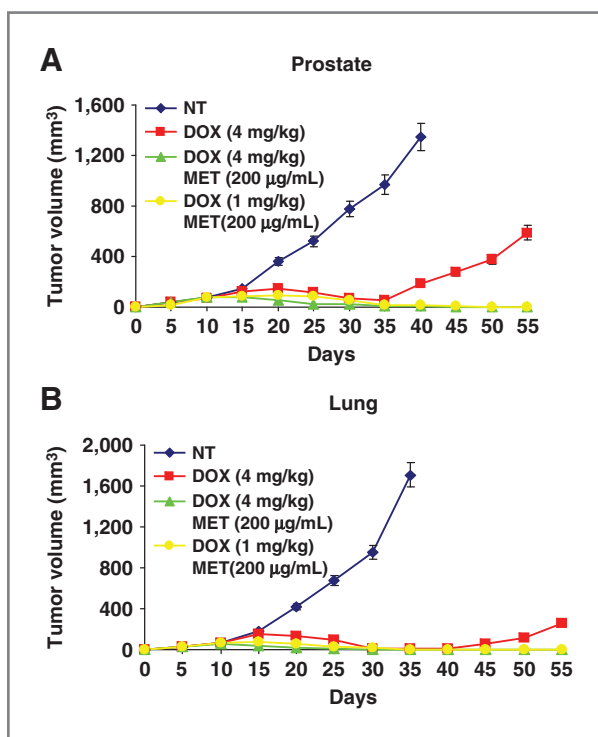 A
Prostate
Tumor volume (mm³)
1,600
1,200
800
400
0
NT
DOX (4 mg/kg)
DOX (4 mg/kg)
MET (200 µg/mL)
DOX (1 mg/kg)
MET(200 µg/mL)
0 5 10 15 20 25 30 35 40 45 50 55
Days
B
Lung
Tumor volume (mm³)
2,000
1,600
1,200
800
400
0
NT
DOX (4 mg/kg)
DOX (4 mg/kg)
MET (200 µg/mL)
DOX (1 mg/kg)
MET(200 µg/mL)
0 5 10 15 20 25 30 35 40 45 50 55
Days